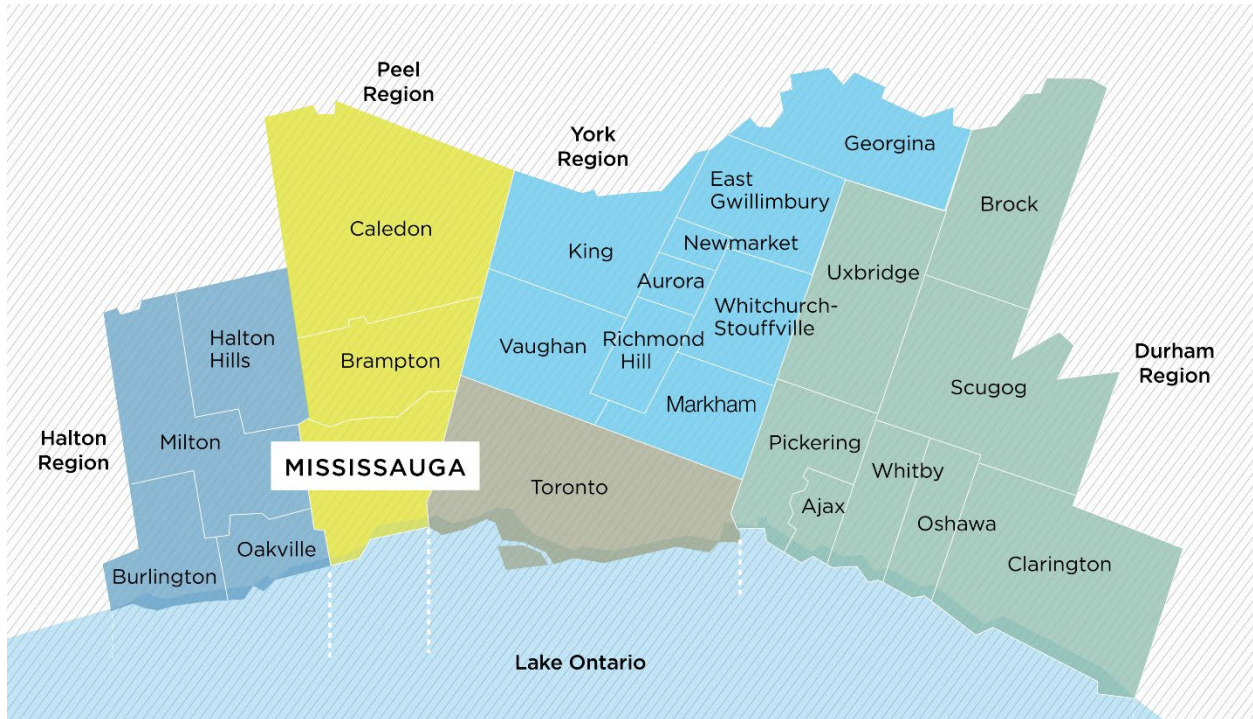 Peel
Region
York
Region
Georgina
East
Gwillimbury
Brock
Caledon
King
Newmarket
Uxbridge
Aurora
Whitchurch-
Stouffville
Halton
Hills
Vaughan
Richmond
Hill
Brampton
Durham
Region
Scugog
Markham
Halton
Region
Milton
MISSISSAUGA
Toronto
Pickering
Whitby
Ajax
Oshawa
Oakville
Burlington
Clarington
Lake Ontario